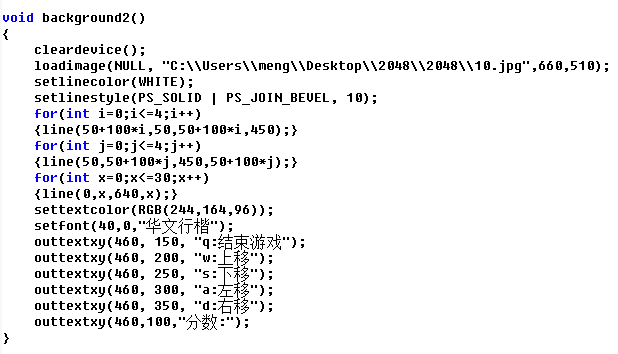 void background2()
{
    cleardevice();
    loadimage(NULL, "C:\\Users\\meng\\Desktop\\2048\\2048\\10.jpg",660,510);
    setlinecolor(WHITE);
    setlinestyle(PS_SOLID | PS_JOIN_BEVEL, 10);
    for(int i=0;i<=4;i++)
    {line(50+100*i,50,50+100*i,450);}
    for(int j=0;j<=4;j++)
    {line(50,50+100*j,450,50+100*j);}
    for(int x=0;x<=30;x++)
    {line(0,x,640,x);}
    settextcolor(RGB(244,164,96));
    setfont(40,0,"华文行楷");
    outtextxy(460, 150, "q:结束游戏");
    outtextxy(460, 200, "w:上移");
    outtextxy(460, 250, "s:下移");
    outtextxy(460, 300, "a:左移");
    outtextxy(460, 350, "d:右移");
    outtextxy(460,100,"分数:");
}